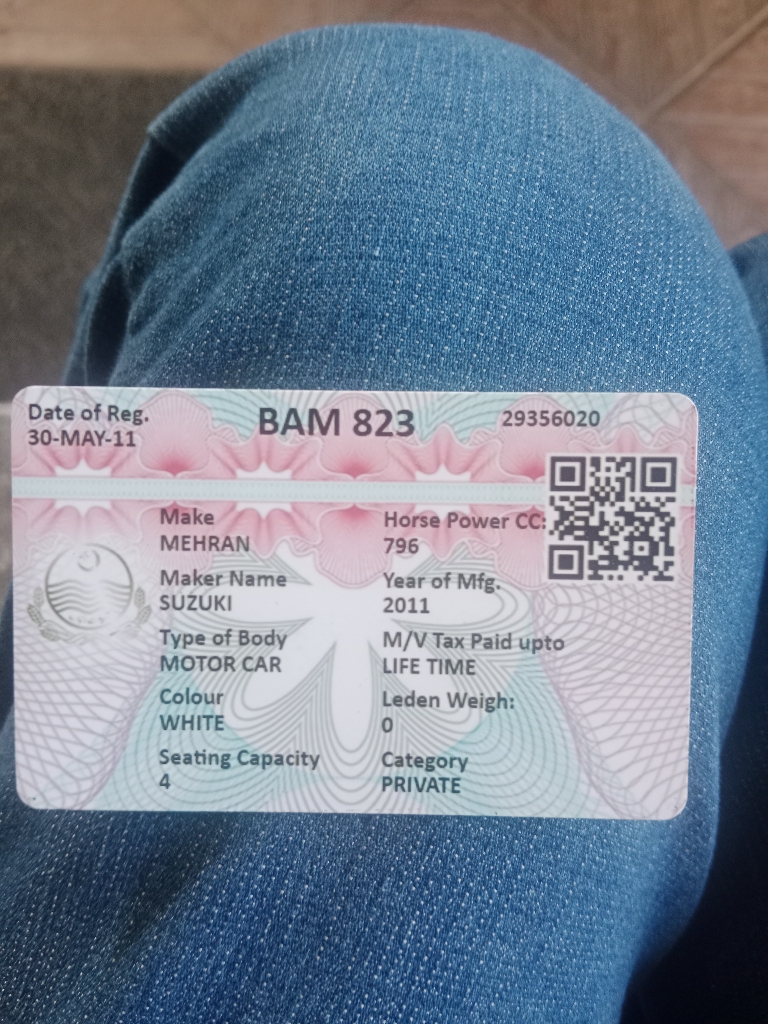 Date of Reg.
30-MAY-11
BAM 823
29356020
Make
MEHRAN
Maker Name
SUZUKI
Type of Body
MOTOR CAR
Colour
WHITE
Seating Capacity
4
Horse Power CC:
796
Year of Mfg.
2011
M/V Tax Paid upto
LIFE TIME
Leden Weigh:
0
Category
PRIVATE